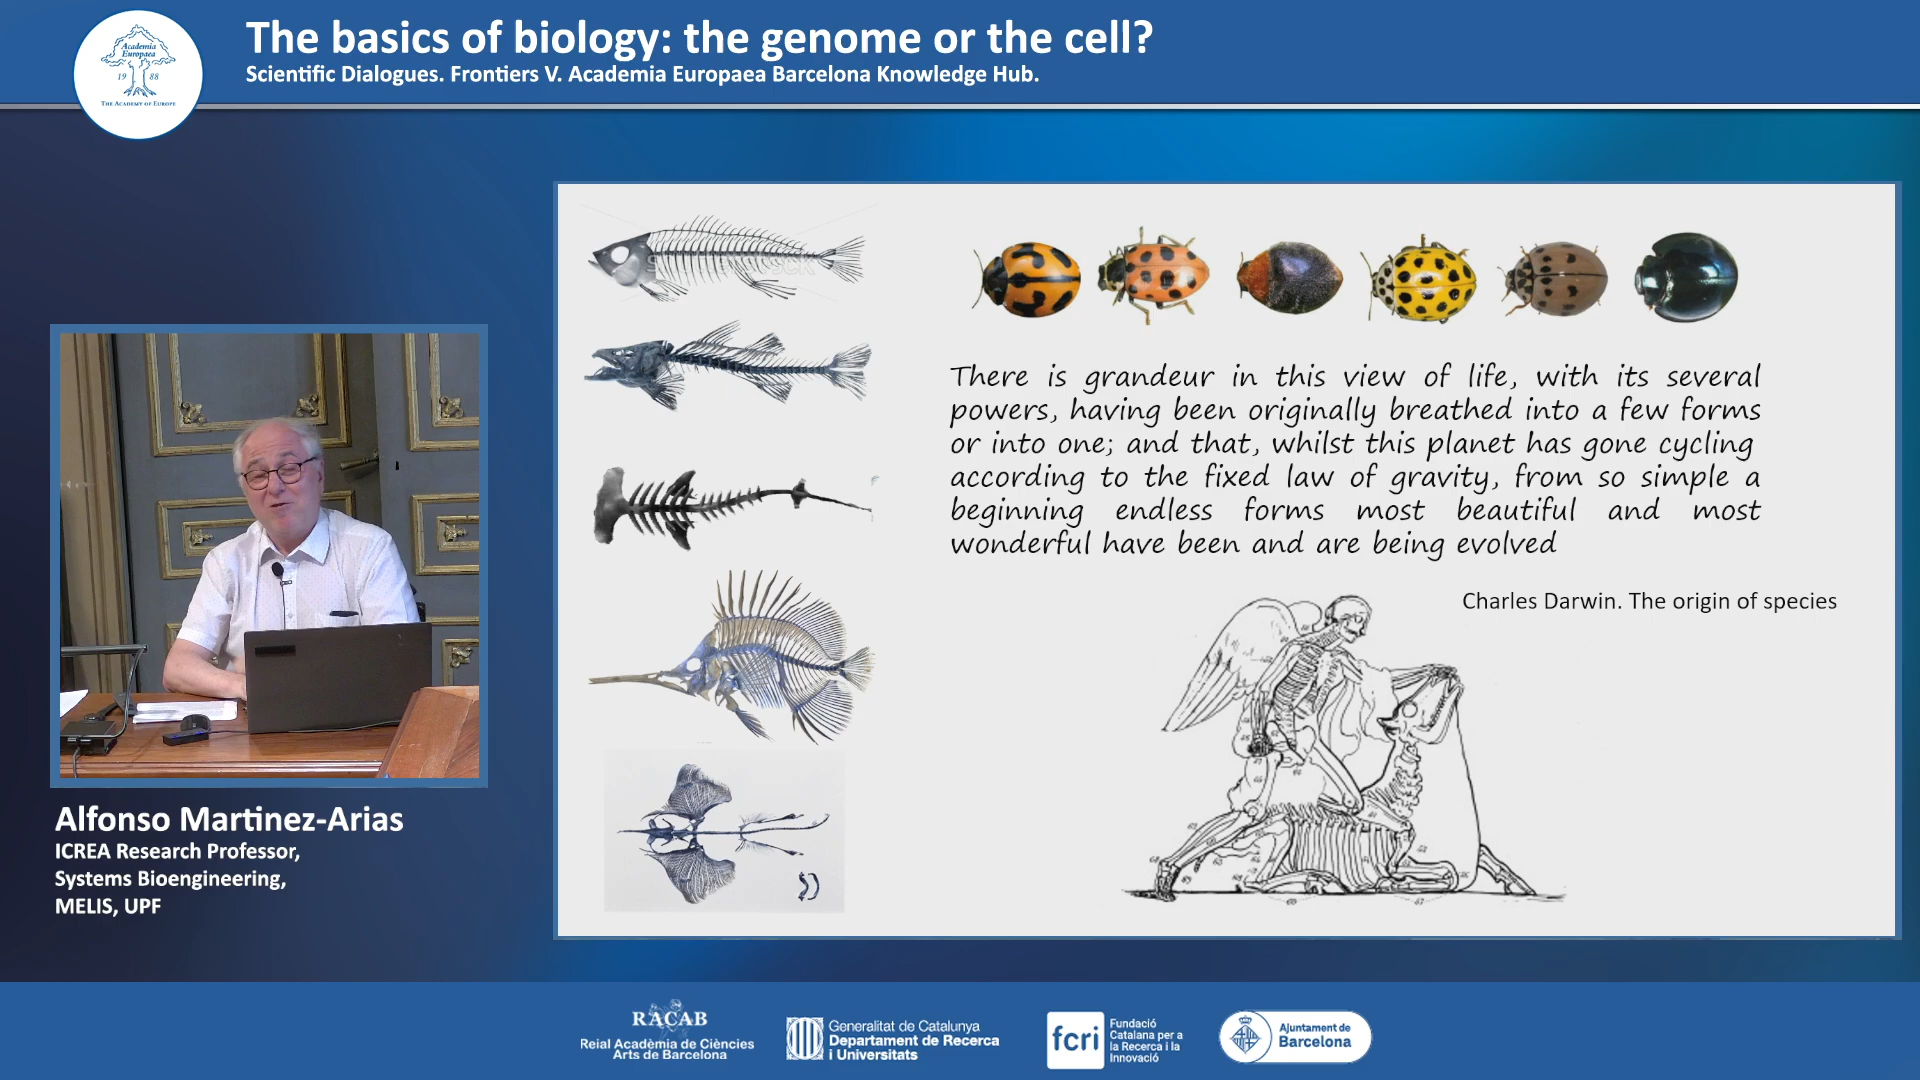 The basics of biology: the genome or the cell?
Scientific Dialogues. Frontiers V. Academia Europaea Barcelona Knowledge Hub.
Academia
Europaea
19 88
THE ACADEMY OF EUROPE
There is grandeur in this view of life, with its several
powers, having been originally breathed into a few forms
or into one; and that, whilst this planet has gone cycling
according to the fixed law of gravity, from so simple a
beginning endless forms most beautiful and most
wonderful have been and are being evolved
Charles Darwin. The origin of species
Alfonso Martinez-Arias
ICREA Research Professor,
Systems Bioengineering,
MELIS, UPF
RACAB
Reial Acadèmia de Ciències
Arts de Barcelona
Generalitat de Catalunya
Departament de Recerca
i Universitats
fcri
Fundació
Catalana per a
la Recerca i la
Innovació
Ajuntament de
Barcelona